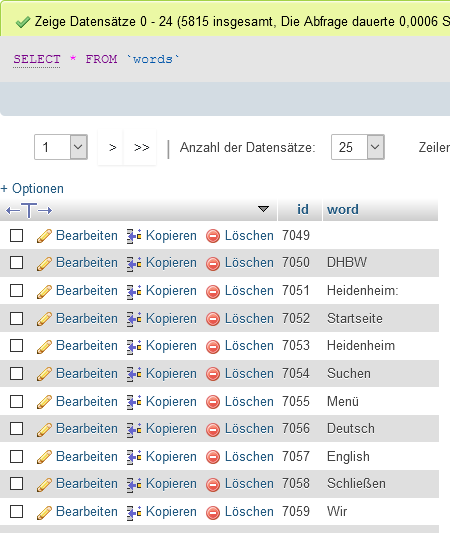 Zeige Datensätze 0 - 24 (5815 insgesamt, Die Abfrage dauerte 0,0006 S
SELECT * FROM `words`
1 > >> | Anzahl der Datensätze: 25 Zeilen
+ Optionen
←T→ id word
Bearbeiten Kopieren Löschen 7049
Bearbeiten Kopieren Löschen 7050 DHBW
Bearbeiten Kopieren Löschen 7051 Heidenheim:
Bearbeiten Kopieren Löschen 7052 Startseite
Bearbeiten Kopieren Löschen 7053 Heidenheim
Bearbeiten Kopieren Löschen 7054 Suchen
Bearbeiten Kopieren Löschen 7055 Menü
Bearbeiten Kopieren Löschen 7056 Deutsch
Bearbeiten Kopieren Löschen 7057 English
Bearbeiten Kopieren Löschen 7058 Schließen
Bearbeiten Kopieren Löschen 7059 Wir